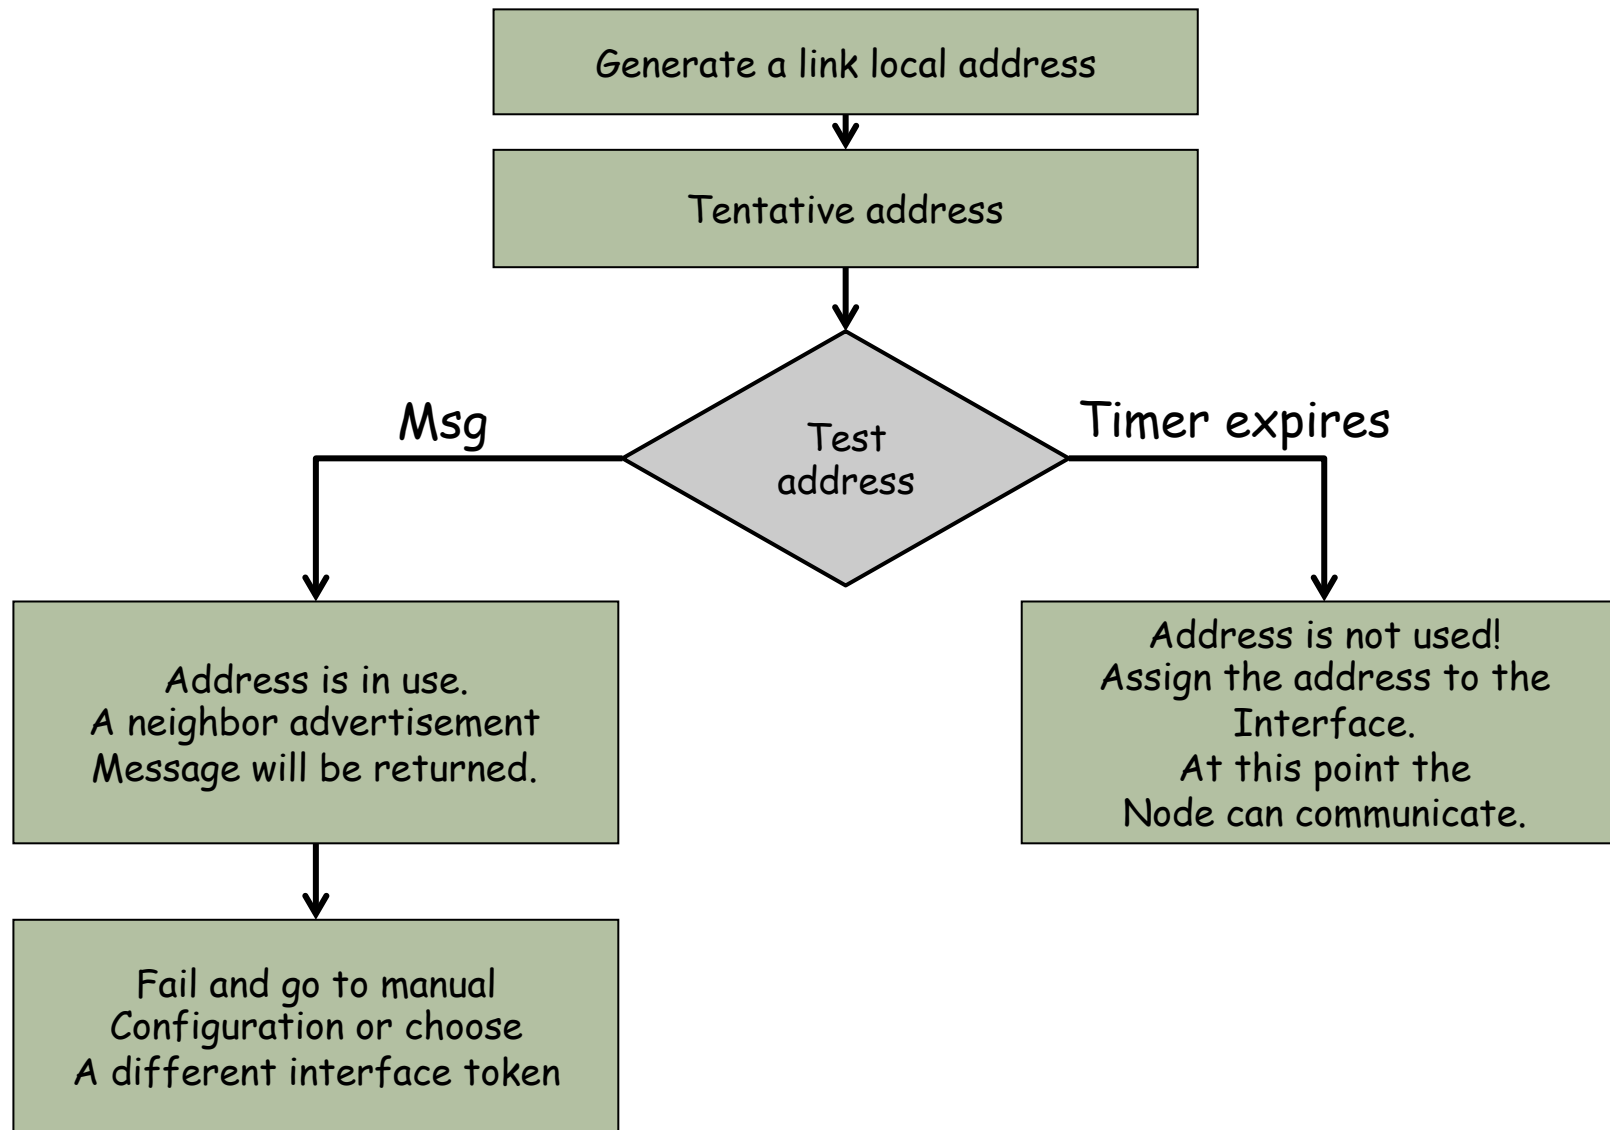 Generate a link local address
Tentative address
Msg
Timer expires
Test
address
Address is in use.
A neighbor advertisement
Message will be returned.
Address is not used!
Assign the address to the
Interface.
At this point the
Node can communicate.
Fail and go to manual
Configuration or choose
A different interface token